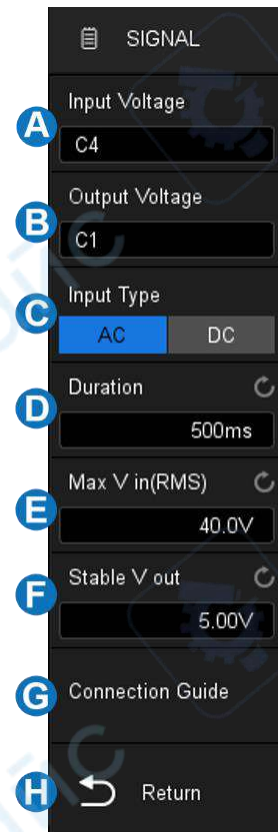 SIGNAL
Input Voltage
A
C4
Output Voltage
B
C1
Input Type
C
AC DC
Duration
D
500ms
Max V in(RMS)
E
40.0V
Stable V out
F
5.00V
G Connection Guide
H Return